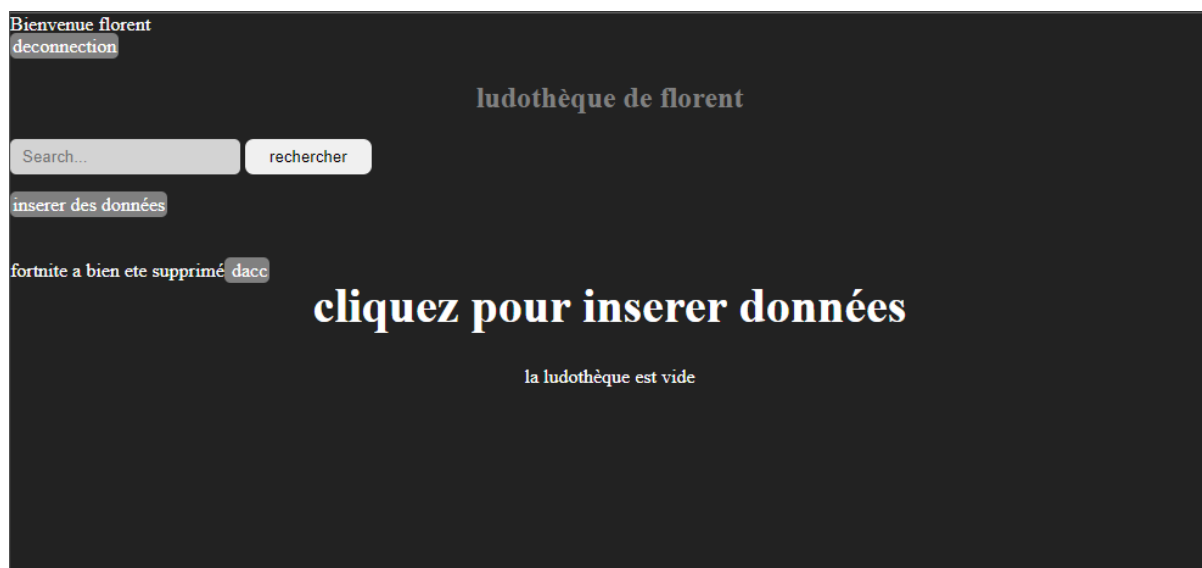 Bienvenue florent
deconnection
ludothèque de florent
Search... rechercher
inserer des données
fortnite a bien ete supprimé dacc
cliquez pour inserer données
la ludothèque est vide